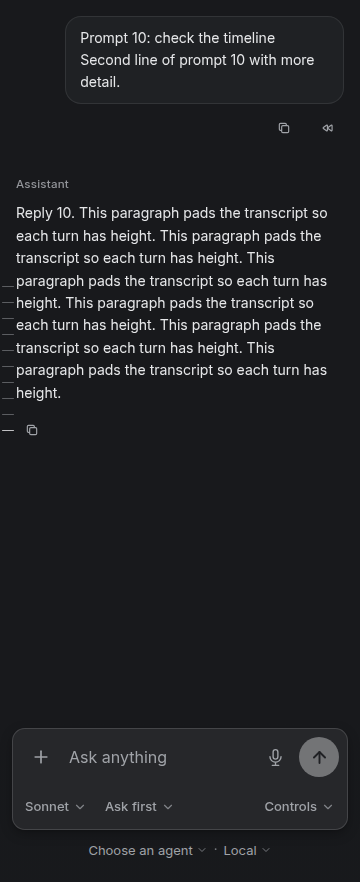 Prompt 10: check the timeline
Second line of prompt 10 with more
detail.
Assistant
Reply 10. This paragraph pads the transcript so
each turn has height. This paragraph pads the
transcript so each turn has height. This
paragraph pads the transcript so each turn has
height. This paragraph pads the transcript so
each turn has height. This paragraph pads the
transcript so each turn has height. This
paragraph pads the transcript so each turn has
height.
Ask anything
Sonnet Ask first Controls
Choose an agent · Local